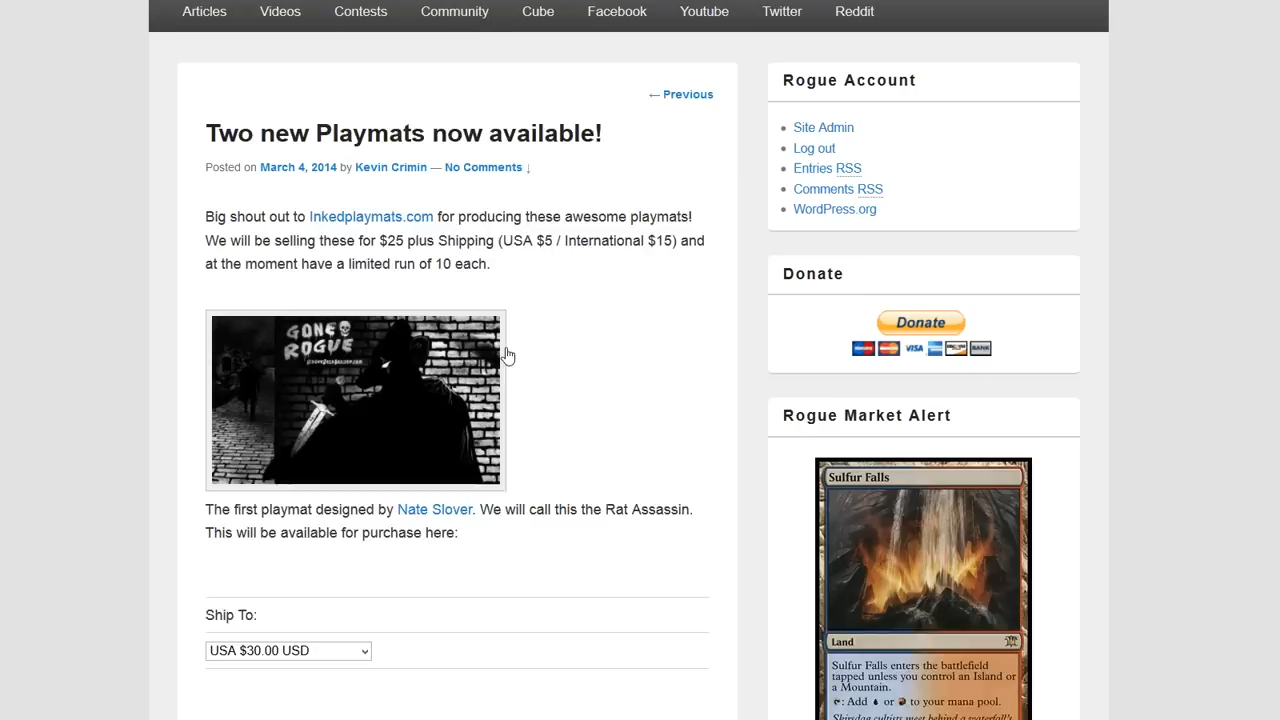 Articles Videos Contests Community Cube Facebook Youtube Twitter Reddit
← Previous
Two new Playmats now available!
Posted on March 4, 2014 by Kevin Crimin — No Comments ↓
Big shout out to Inkedplaymats.com for producing these awesome playmats!
We will be selling these for $25 plus Shipping (USA $5 / International $15) and
at the moment have a limited run of 10 each.
GONE
ROGUE
The first playmat designed by Nate Slover. We will call this the Rat Assassin.
This will be available for purchase here:
Ship To:
USA $30.00 USD
Rogue Account
Site Admin
Log out
Entries RSS
Comments RSS
WordPress.org
Donate
Donate
VISA BANK
Rogue Market Alert
Sulfur Falls
Land
Sulfur Falls enters the battlefield
tapped unless you control an Island or
a Mountain.
: Add or to your mana pool.
Skirsdag cultists meet behind a waterfall's